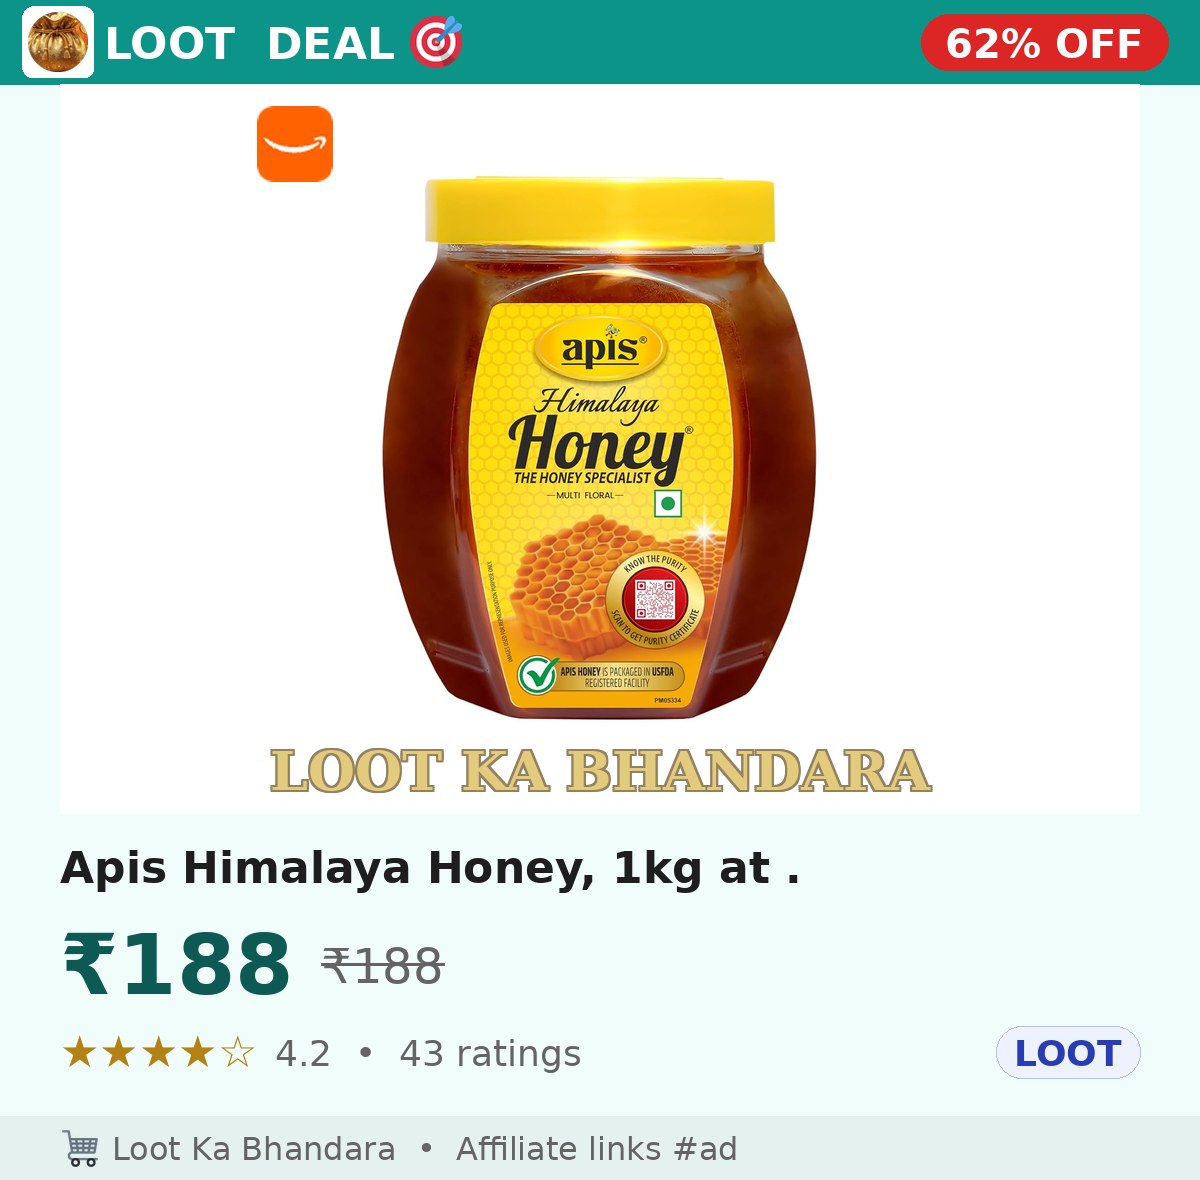 LOOT DEAL 🎯
62% OFF
apis®
Himalaya
Honey®
THE HONEY SPECIALIST
MULTI FLORAL
KNOW THE PURITY
SCAN TO GET PURITY CERTIFICATE
APIS HONEY IS PACKAGED IN USFDA
REGISTERED FACILITY
PM05334
LOOT KA BHANDARA
Apis Himalaya Honey, 1kg at .
₹188 ₹188
★★★★☆ 4.2 • 43 ratings
LOOT
🛒 Loot Ka Bhandara • Affiliate links #ad